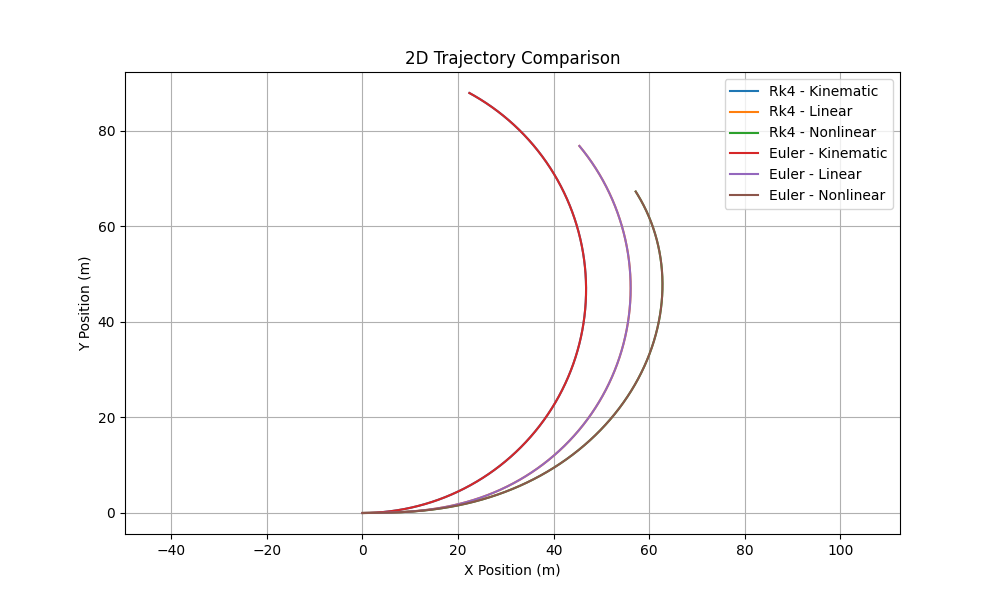 2D Trajectory Comparison
Rk4 - Kinematic
Rk4 - Linear
Rk4 - Nonlinear
Euler - Kinematic
Euler - Linear
Euler - Nonlinear
Y Position (m)
80
60
40
20
0
−40
−20
0
20
40
60
80
100
X Position (m)